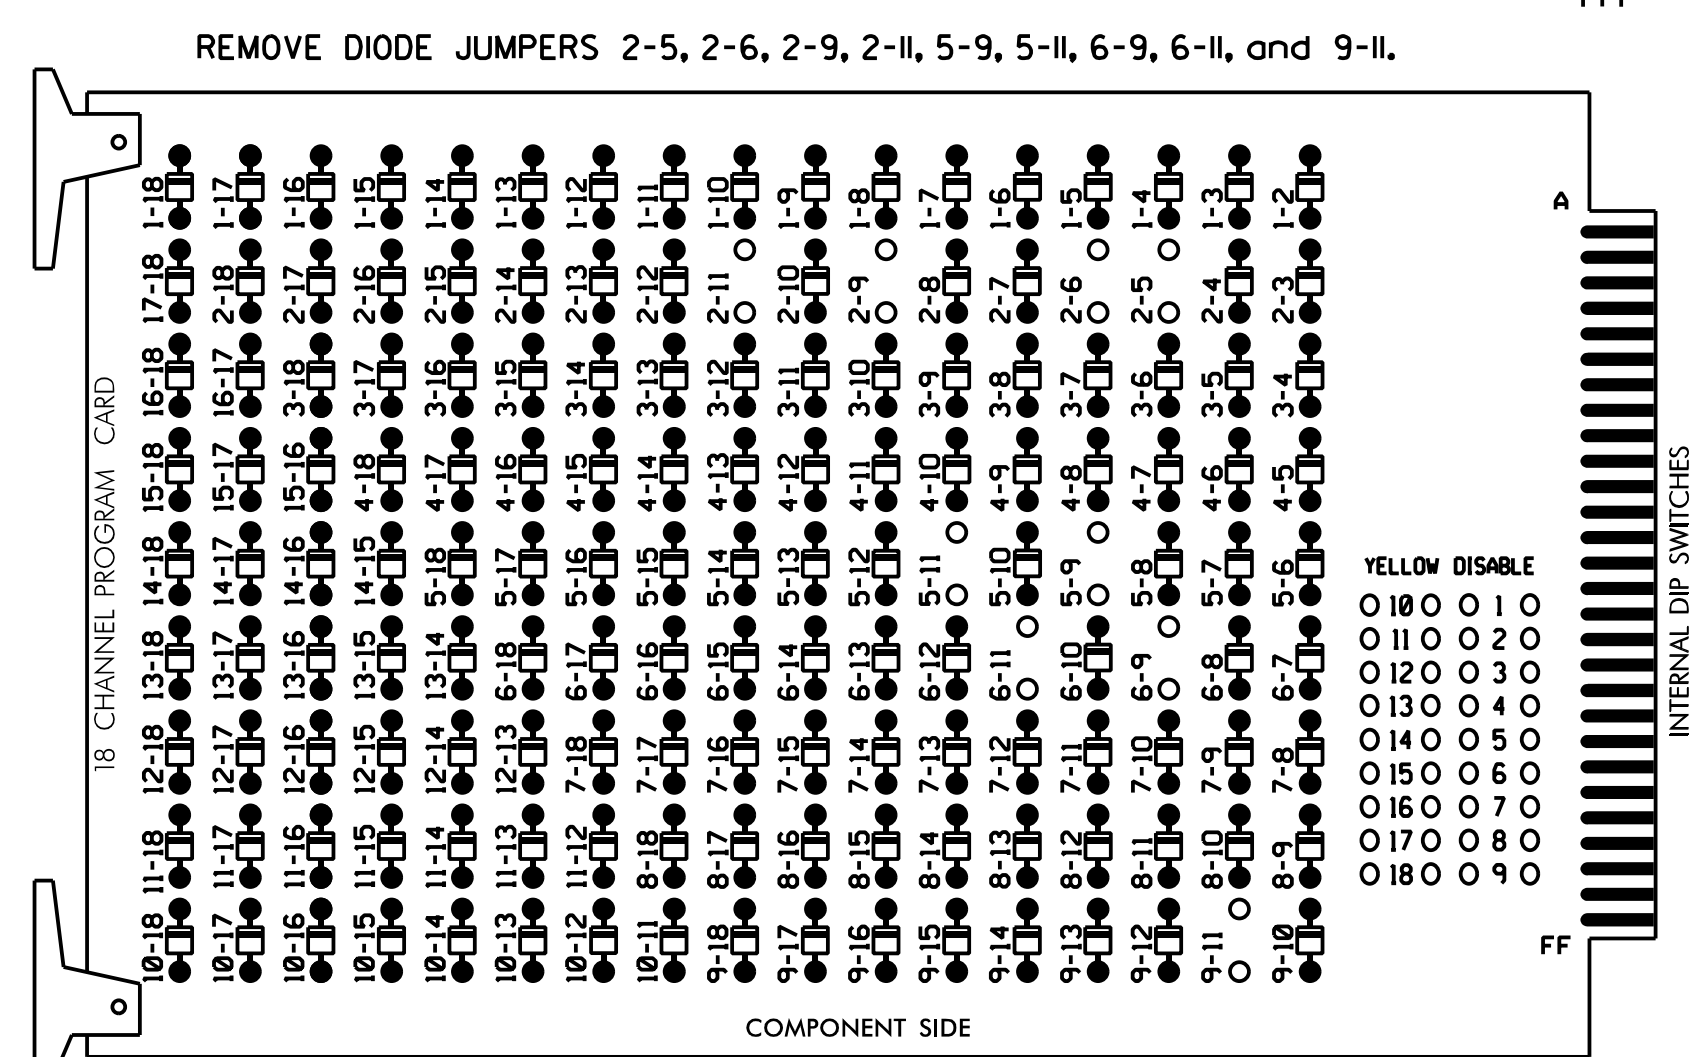 REMOVE DIODE JUMPERS 2-5, 2-6, 2-9, 2-11, 5-9, 5-11, 6-9, 6-11, and 9-11.
1-18 1-17 1-16 1-15 1-14 1-13 1-12 1-11 1-10 1-9 1-8 1-7 1-6 1-5 1-4 1-3 1-2
A
17-18 2-18 2-17 2-16 2-15 2-14 2-13 2-12 2-11 2-10 2-9 2-8 2-7 2-6 2-5 2-4 2-3
16-18 16-17 3-18 3-17 3-16 3-15 3-14 3-13 3-12 3-11 3-10 3-9 3-8 3-7 3-6 3-5 3-4
15-18 15-17 15-16 4-18 4-17 4-16 4-15 4-14 4-13 4-12 4-11 4-10 4-9 4-8 4-7 4-6 4-5
14-18 14-17 14-16 14-15 5-18 5-17 5-16 5-15 5-14 5-13 5-12 5-11 5-10 5-9 5-8 5-7 5-6
13-18 13-17 13-16 13-15 13-14 6-18 6-17 6-16 6-15 6-14 6-13 6-12 6-11 6-10 6-9 6-8 6-7
12-18 12-17 12-16 12-15 12-14 12-13 7-18 7-17 7-16 7-15 7-14 7-13 7-12 7-11 7-10 7-9 7-8
11-18 11-17 11-16 11-15 11-14 11-13 11-12 8-18 8-17 8-16 8-15 8-14 8-13 8-12 8-11 8-10 8-9
10-18 10-17 10-16 10-15 10-14 10-13 10-12 10-11 9-18 9-17 9-16 9-15 9-14 9-13 9-12 9-11 9-10
18 CHANNEL PROGRAM CARD
YELLOW DISABLE
10 1
11 2
12 3
13 4
14 5
15 6
16 7
17 8
18 9
FF
INTERNAL DIP SWITCHES
COMPONENT SIDE